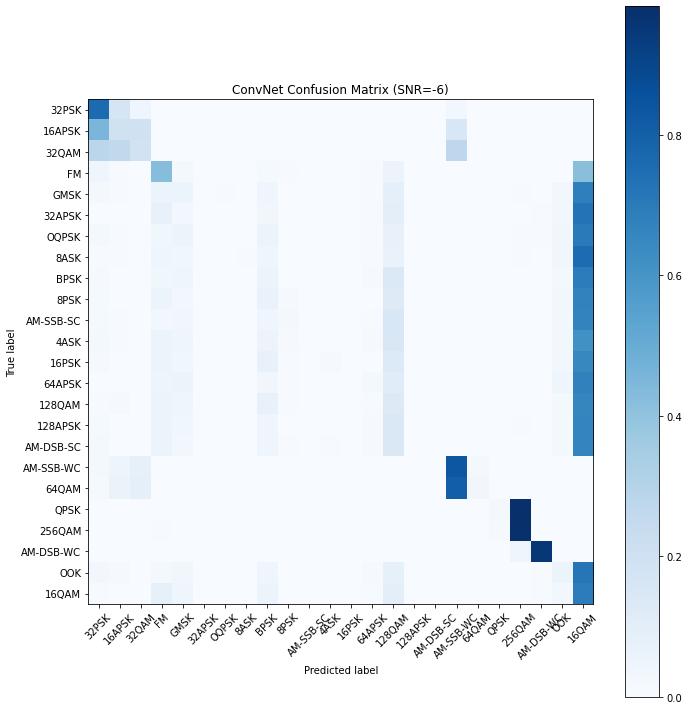 ConvNet Confusion Matrix (SNR=-6)
True label
32PSK
16APSK
32QAM
FM
GMSK
32APSK
OQPSK
8ASK
BPSK
8PSK
AM-SSB-SC
4ASK
16PSK
64APSK
128QAM
128APSK
AM-DSB-SC
AM-SSB-WC
64QAM
QPSK
256QAM
AM-DSB-WC
OOK
16QAM
32PSK
16APSK
32QAM
FM
GMSK
32APSK
OQPSK
8ASK
BPSK
8PSK
AM-SSB-SC
4ASK
16PSK
64APSK
128QAM
128APSK
AM-DSB-SC
AM-SSB-WC
64QAM
QPSK
256QAM
AM-DSB-WC
OOK
16QAM
Predicted label
0.8
0.6
0.4
0.2
0.0